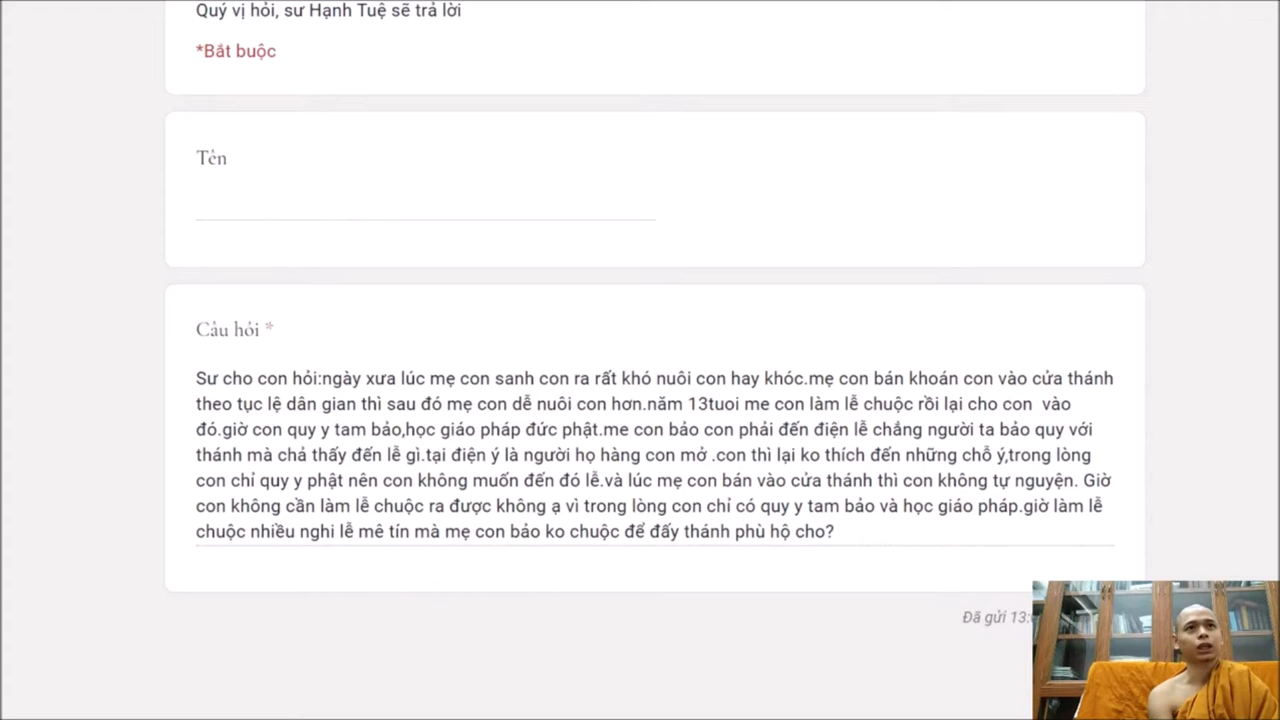 Quý vị hỏi, sư Hạnh Tuệ sẽ trả lời
*Bắt buộc
Tên
Câu hỏi *
Sư cho con hỏi:ngày xưa lúc mẹ con sanh con ra rất khó nuôi con hay khóc.mẹ con bán khoán con vào cửa thánh
theo tục lệ dân gian thì sau đó mẹ con dễ nuôi con hơn.năm 13tuoi me con làm lễ chuộc rồi lại cho con vào
đó.giờ con quy y tam bảo,học giáo pháp đức phật.me con bảo con phải đến điện lễ chẳng người ta bảo quy với
thánh mà chả thấy đến lễ gì.tại điện ý là người họ hàng con mở .con thì lại ko thích đến những chỗ ý,trong lòng
con chỉ quy y phật nên con không muốn đến đó lễ.và lúc mẹ con bán vào cửa thánh thì con không tự nguyện. Giờ
con không cần làm lễ chuộc ra được không ạ vì trong lòng con chỉ có quy y tam bảo và học giáo pháp.giờ làm lễ
chuộc nhiều nghi lễ mê tín mà mẹ con bảo ko chuộc để đấy thánh phù hộ cho?
Đã gửi 13: